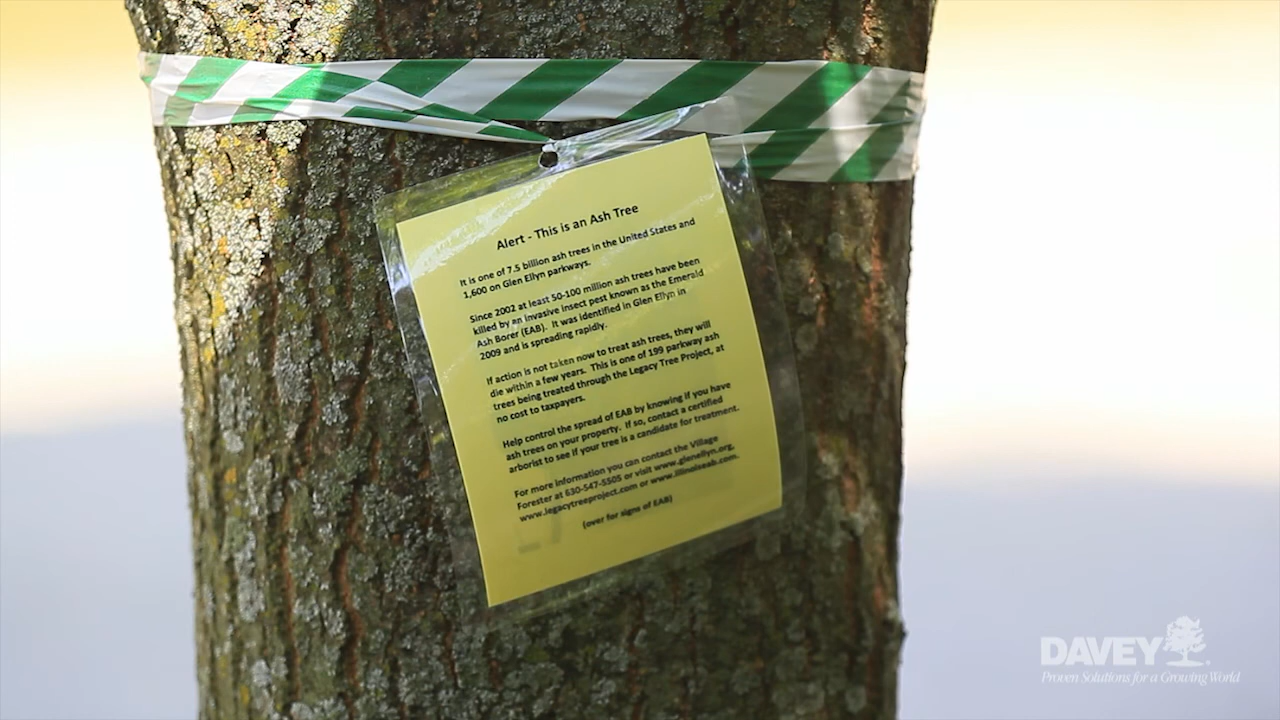 Alert - This is an Ash Tree
It is one of 7.5 billion ash trees in the United States and
1,600 on Glen Ellyn parkways.
Since 2002 at least 50-100 million ash trees have been
killed by an invasive insect pest known as the Emerald
Ash Borer (EAB). It was identified in Glen Ellyn in
2009 and is spreading rapidly.
If action is not taken now to treat ash trees, they will
die within a few years. This is one of 199 parkway ash
trees being treated through the Legacy Tree Project, at
no cost to taxpayers.
Help control the spread of EAB by knowing if you have
ash trees on your property. If so, contact a certified
arborist to see if your tree is a candidate for treatment.
For more information you can contact the Village
Forester at 630-547-5505 or visit www.glenellyn.org,
www.legacytreeproject.com or www.illinoiseab.com.
(over for signs of EAB)
DAVEY
Proven Solutions for a Growing World